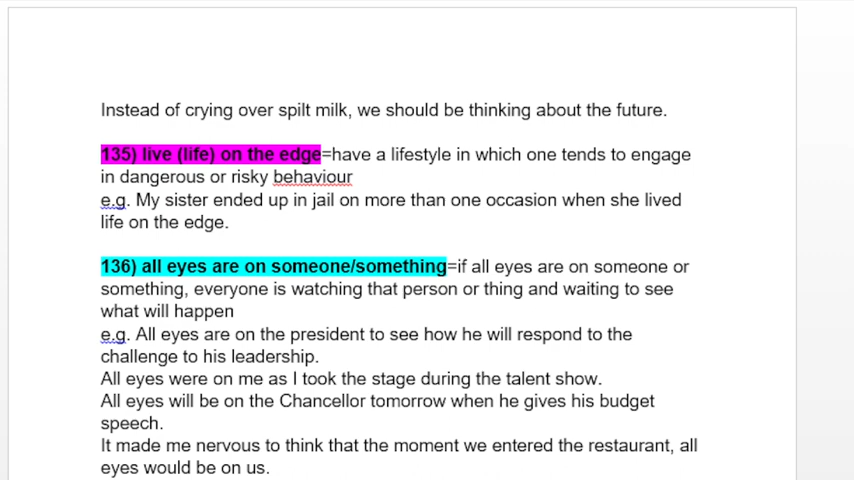 Instead of crying over spilt milk, we should be thinking about the future.
135) live (life) on the edge=have a lifestyle in which one tends to engage
in dangerous or risky behaviour
e.g. My sister ended up in jail on more than one occasion when she lived
life on the edge.
136) all eyes are on someone/something=if all eyes are on someone or
something, everyone is watching that person or thing and waiting to see
what will happen
e.g. All eyes are on the president to see how he will respond to the
challenge to his leadership.
All eyes were on me as I took the stage during the talent show.
All eyes will be on the Chancellor tomorrow when he gives his budget
speech.
It made me nervous to think that the moment we entered the restaurant, all
eyes would be on us.